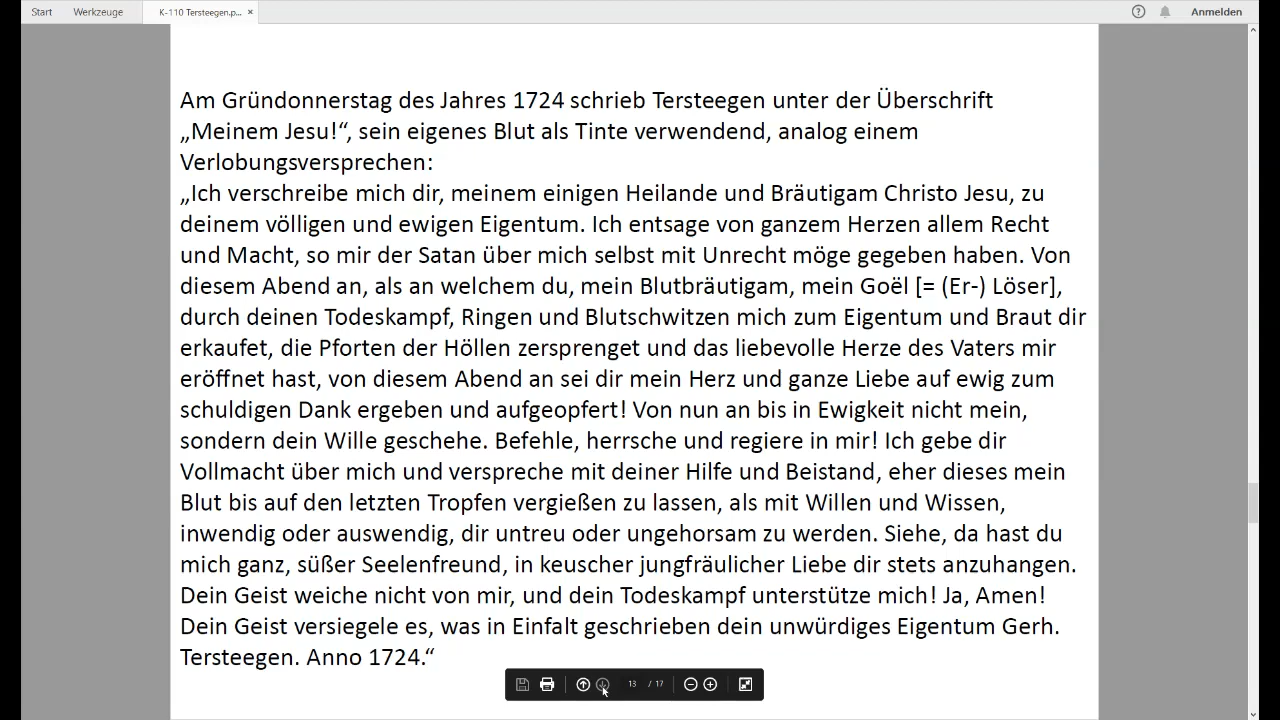 Start Werkzeuge K-110 Tersteegen.p... × Anmelden
Am Gründonnerstag des Jahres 1724 schrieb Tersteegen unter der Überschrift
„Meinem Jesu!“, sein eigenes Blut als Tinte verwendend, analog einem
Verlobungsversprechen:
„Ich verschreibe mich dir, meinem einigen Heilande und Bräutigam Christo Jesu, zu
deinem völligen und ewigen Eigentum. Ich entsage von ganzem Herzen allem Recht
und Macht, so mir der Satan über mich selbst mit Unrecht möge gegeben haben. Von
diesem Abend an, als an welchem du, mein Blutbräutigam, mein Goël [= (Er-) Löser],
durch deinen Todeskampf, Ringen und Blutschwitzen mich zum Eigentum und Braut dir
erkaufet, die Pforten der Höllen zersprenget und das liebevolle Herze des Vaters mir
eröffnet hast, von diesem Abend an sei dir mein Herz und ganze Liebe auf ewig zum
schuldigen Dank ergeben und aufgeopfert! Von nun an bis in Ewigkeit nicht mein,
sondern dein Wille geschehe. Befehle, herrsche und regiere in mir! Ich gebe dir
Vollmacht über mich und verspreche mit deiner Hilfe und Beistand, eher dieses mein
Blut bis auf den letzten Tropfen vergießen zu lassen, als mit Willen und Wissen,
inwendig oder auswendig, dir untreu oder ungehorsam zu werden. Siehe, da hast du
mich ganz, süßer Seelenfreund, in keuscher jungfräulicher Liebe dir stets anzuhangen.
Dein Geist weiche nicht von mir, und dein Todeskampf unterstütze mich! Ja, Amen!
Dein Geist versiegele es, was in Einfalt geschrieben dein unwürdiges Eigentum Gerh.
Tersteegen. Anno 1724.“
13 / 17